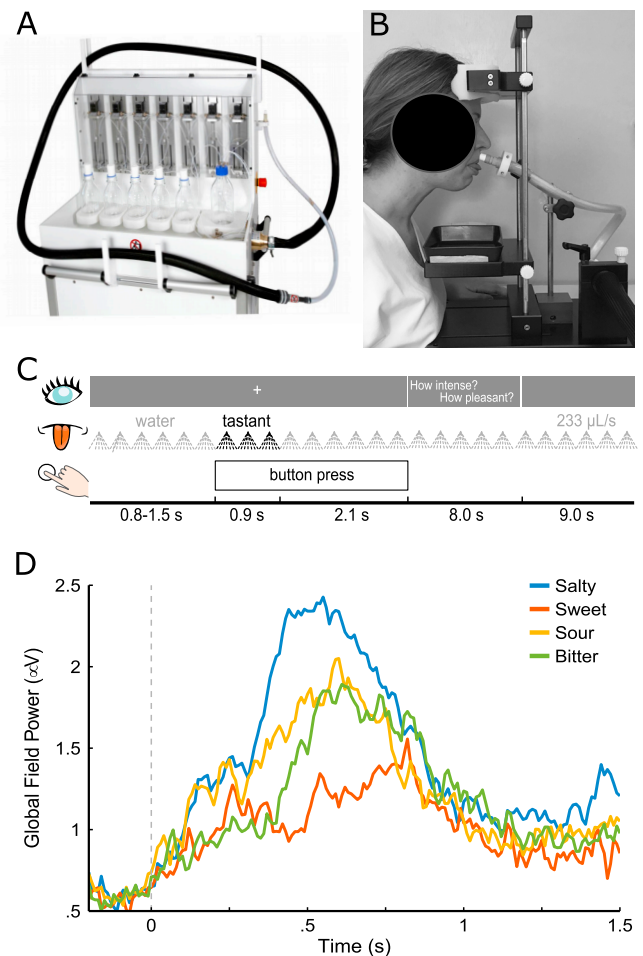 A
B
C
+
How intense?
How pleasant?
water
tastant
233 µL/s
button press
0.8-1.5 s
0.9 s
2.1 s
8.0 s
9.0 s
D
2.5
2
1.5
1
.5
Global Field Power (∝V)
Salty
Sweet
Sour
Bitter
0
.5
1
1.5
Time (s)